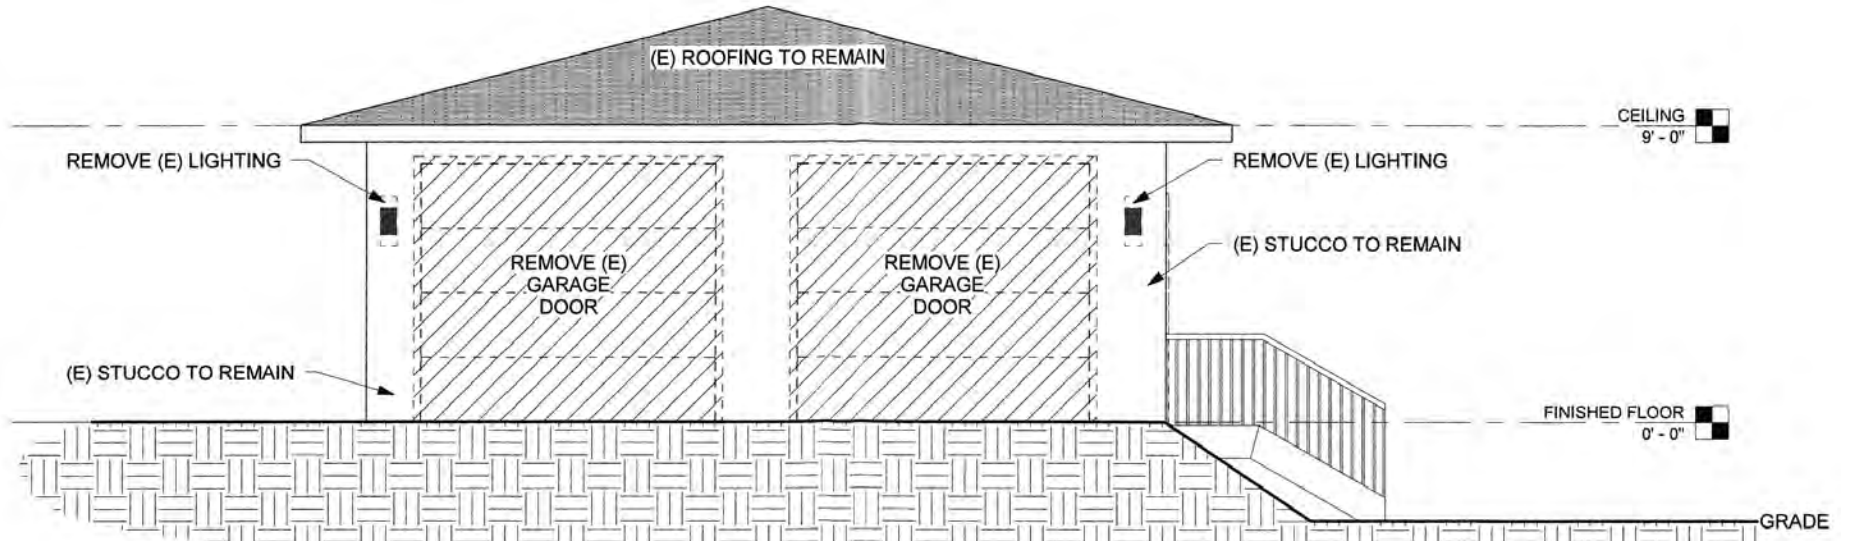 (E) ROOFING TO REMAIN
CEILING
9' - 0"
REMOVE (E) LIGHTING
REMOVE (E) LIGHTING
(E) STUCCO TO REMAIN
REMOVE (E)
GARAGE
DOOR
REMOVE (E)
GARAGE
DOOR
(E) STUCCO TO REMAIN
FINISHED FLOOR
0' - 0"
GRADE